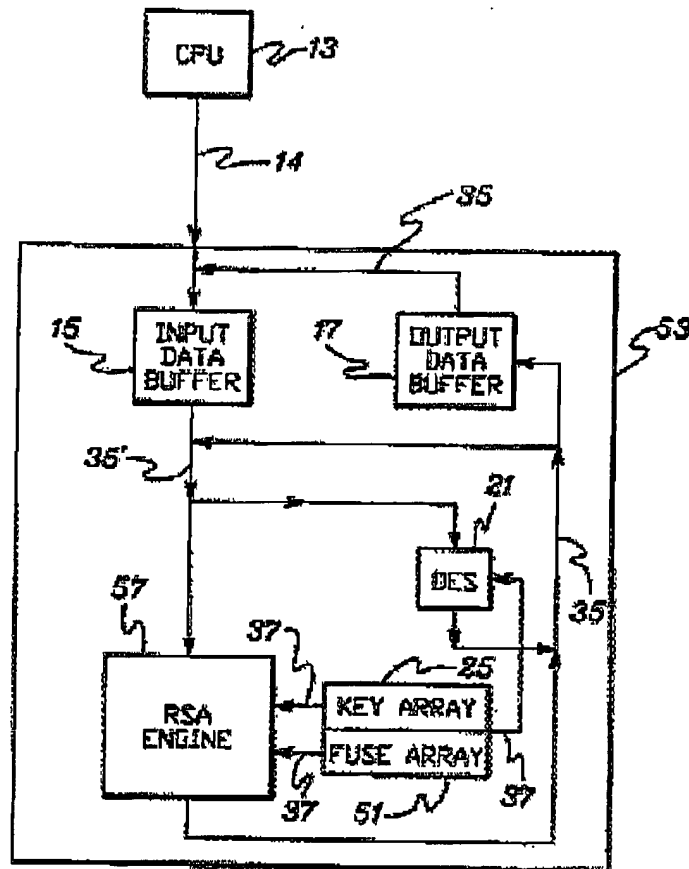 CPU
13
14
35
INPUT
DATA
BUFFER
15
OUTPUT
DATA
BUFFER
17
53
35'
21
DES
35
57
RSA
ENGINE
37
25
KEY ARRAY
FUSE ARRAY
37
37
51